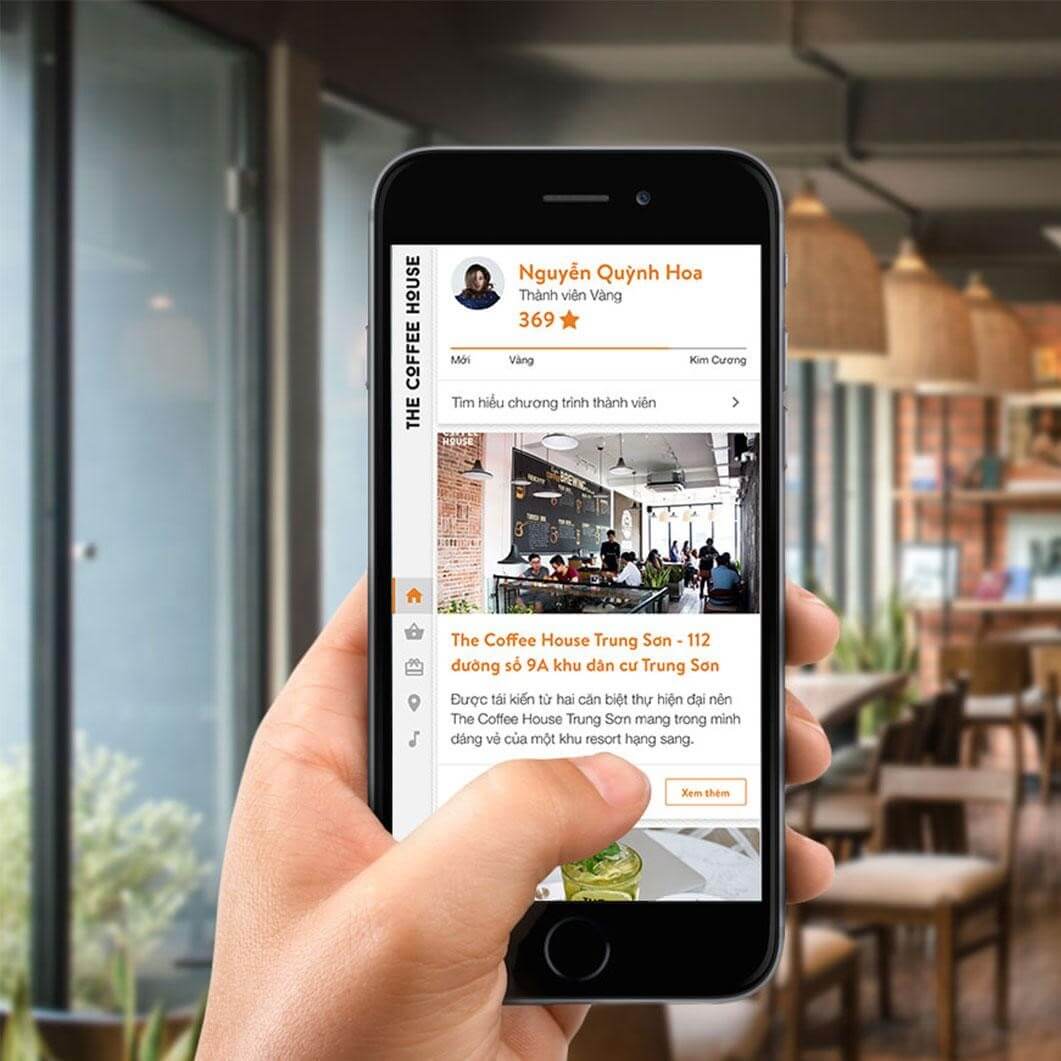 THE COFFEE HOUSE
Nguyễn Quỳnh Hoa
Thành viên Vàng
369
Mới Vàng Kim Cương
Tìm hiểu chương trình thành viên
HOUSE
BREWING
The Coffee House Trung Sơn - 112
đường số 9A khu dân cư Trung Sơn
Được tái kiến từ hai căn biệt thự hiện đại nên
The Coffee House Trung Sơn mang trong mình
dáng vẻ của một khu resort hạng sang.
Xem thêm